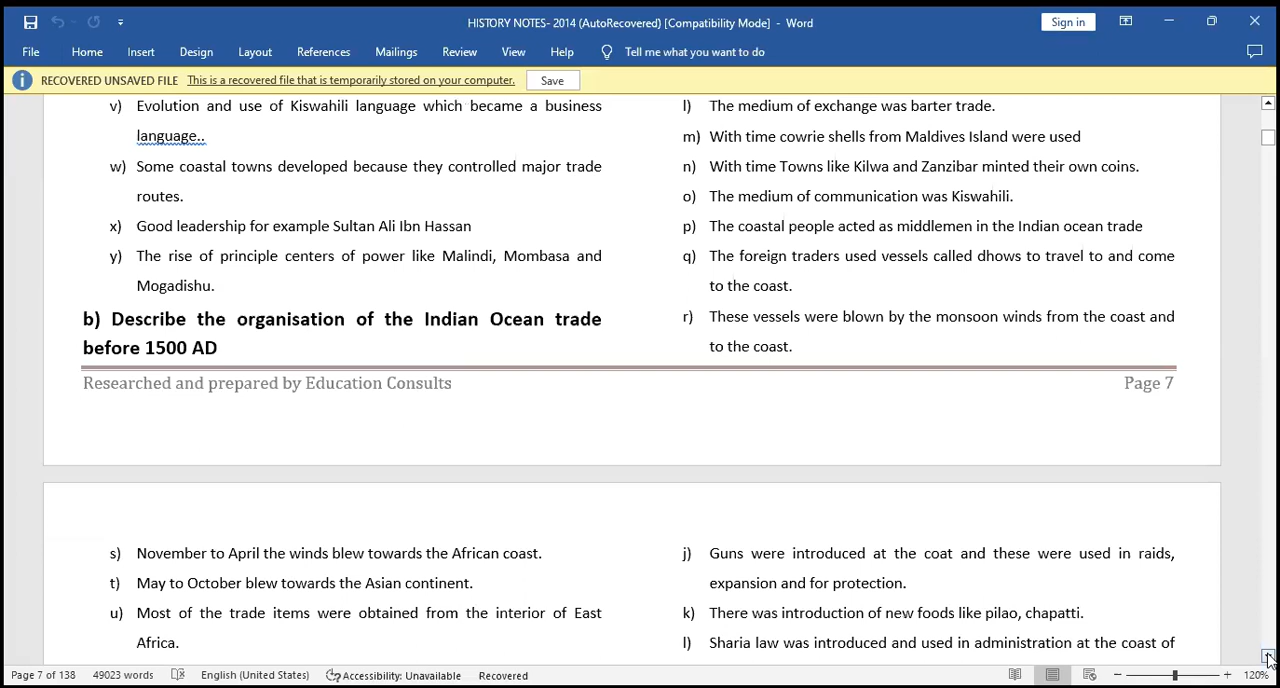 HISTORY NOTES- 2014 (AutoRecovered) [Compatibility Mode] - Word
Sign in
File Home Insert Design Layout References Mailings Review View Help Tell me what you want to do
RECOVERED UNSAVED FILE This is a recovered file that is temporarily stored on your computer. Save
v) Evolution and use of Kiswahili language which became a business
language..
w) Some coastal towns developed because they controlled major trade
routes.
x) Good leadership for example Sultan Ali Ibn Hassan
y) The rise of principle centers of power like Malindi, Mombasa and
Mogadishu.
b) Describe the organisation of the Indian Ocean trade
before 1500 AD
l) The medium of exchange was barter trade.
m) With time cowrie shells from Maldives Island were used
n) With time Towns like Kilwa and Zanzibar minted their own coins.
o) The medium of communication was Kiswahili.
p) The coastal people acted as middlemen in the Indian ocean trade
q) The foreign traders used vessels called dhows to travel to and come
to the coast.
r) These vessels were blown by the monsoon winds from the coast and
to the coast.
Researched and prepared by Education Consults Page 7
s) November to April the winds blew towards the African coast.
t) May to October blew towards the Asian continent.
u) Most of the trade items were obtained from the interior of East
Africa.
j) Guns were introduced at the coat and these were used in raids,
expansion and for protection.
k) There was introduction of new foods like pilao, chapatti.
l) Sharia law was introduced and used in administration at the coast of
Page 7 of 138 49023 words English (United States) Accessibility: Unavailable Recovered 120%